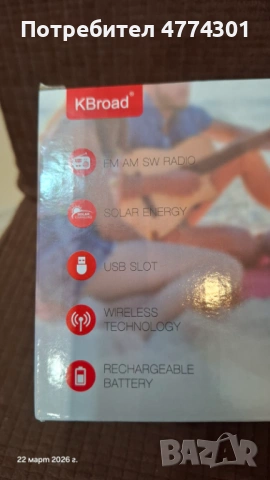 Потребител 4774301
KBroad®
FM AM SW RADIO
SOLAR ENERGY
USB SLOT
WIRELESS
TECHNOLOGY
RECHARGEABLE
BATTERY
22 март 2026 г.
BAZAR